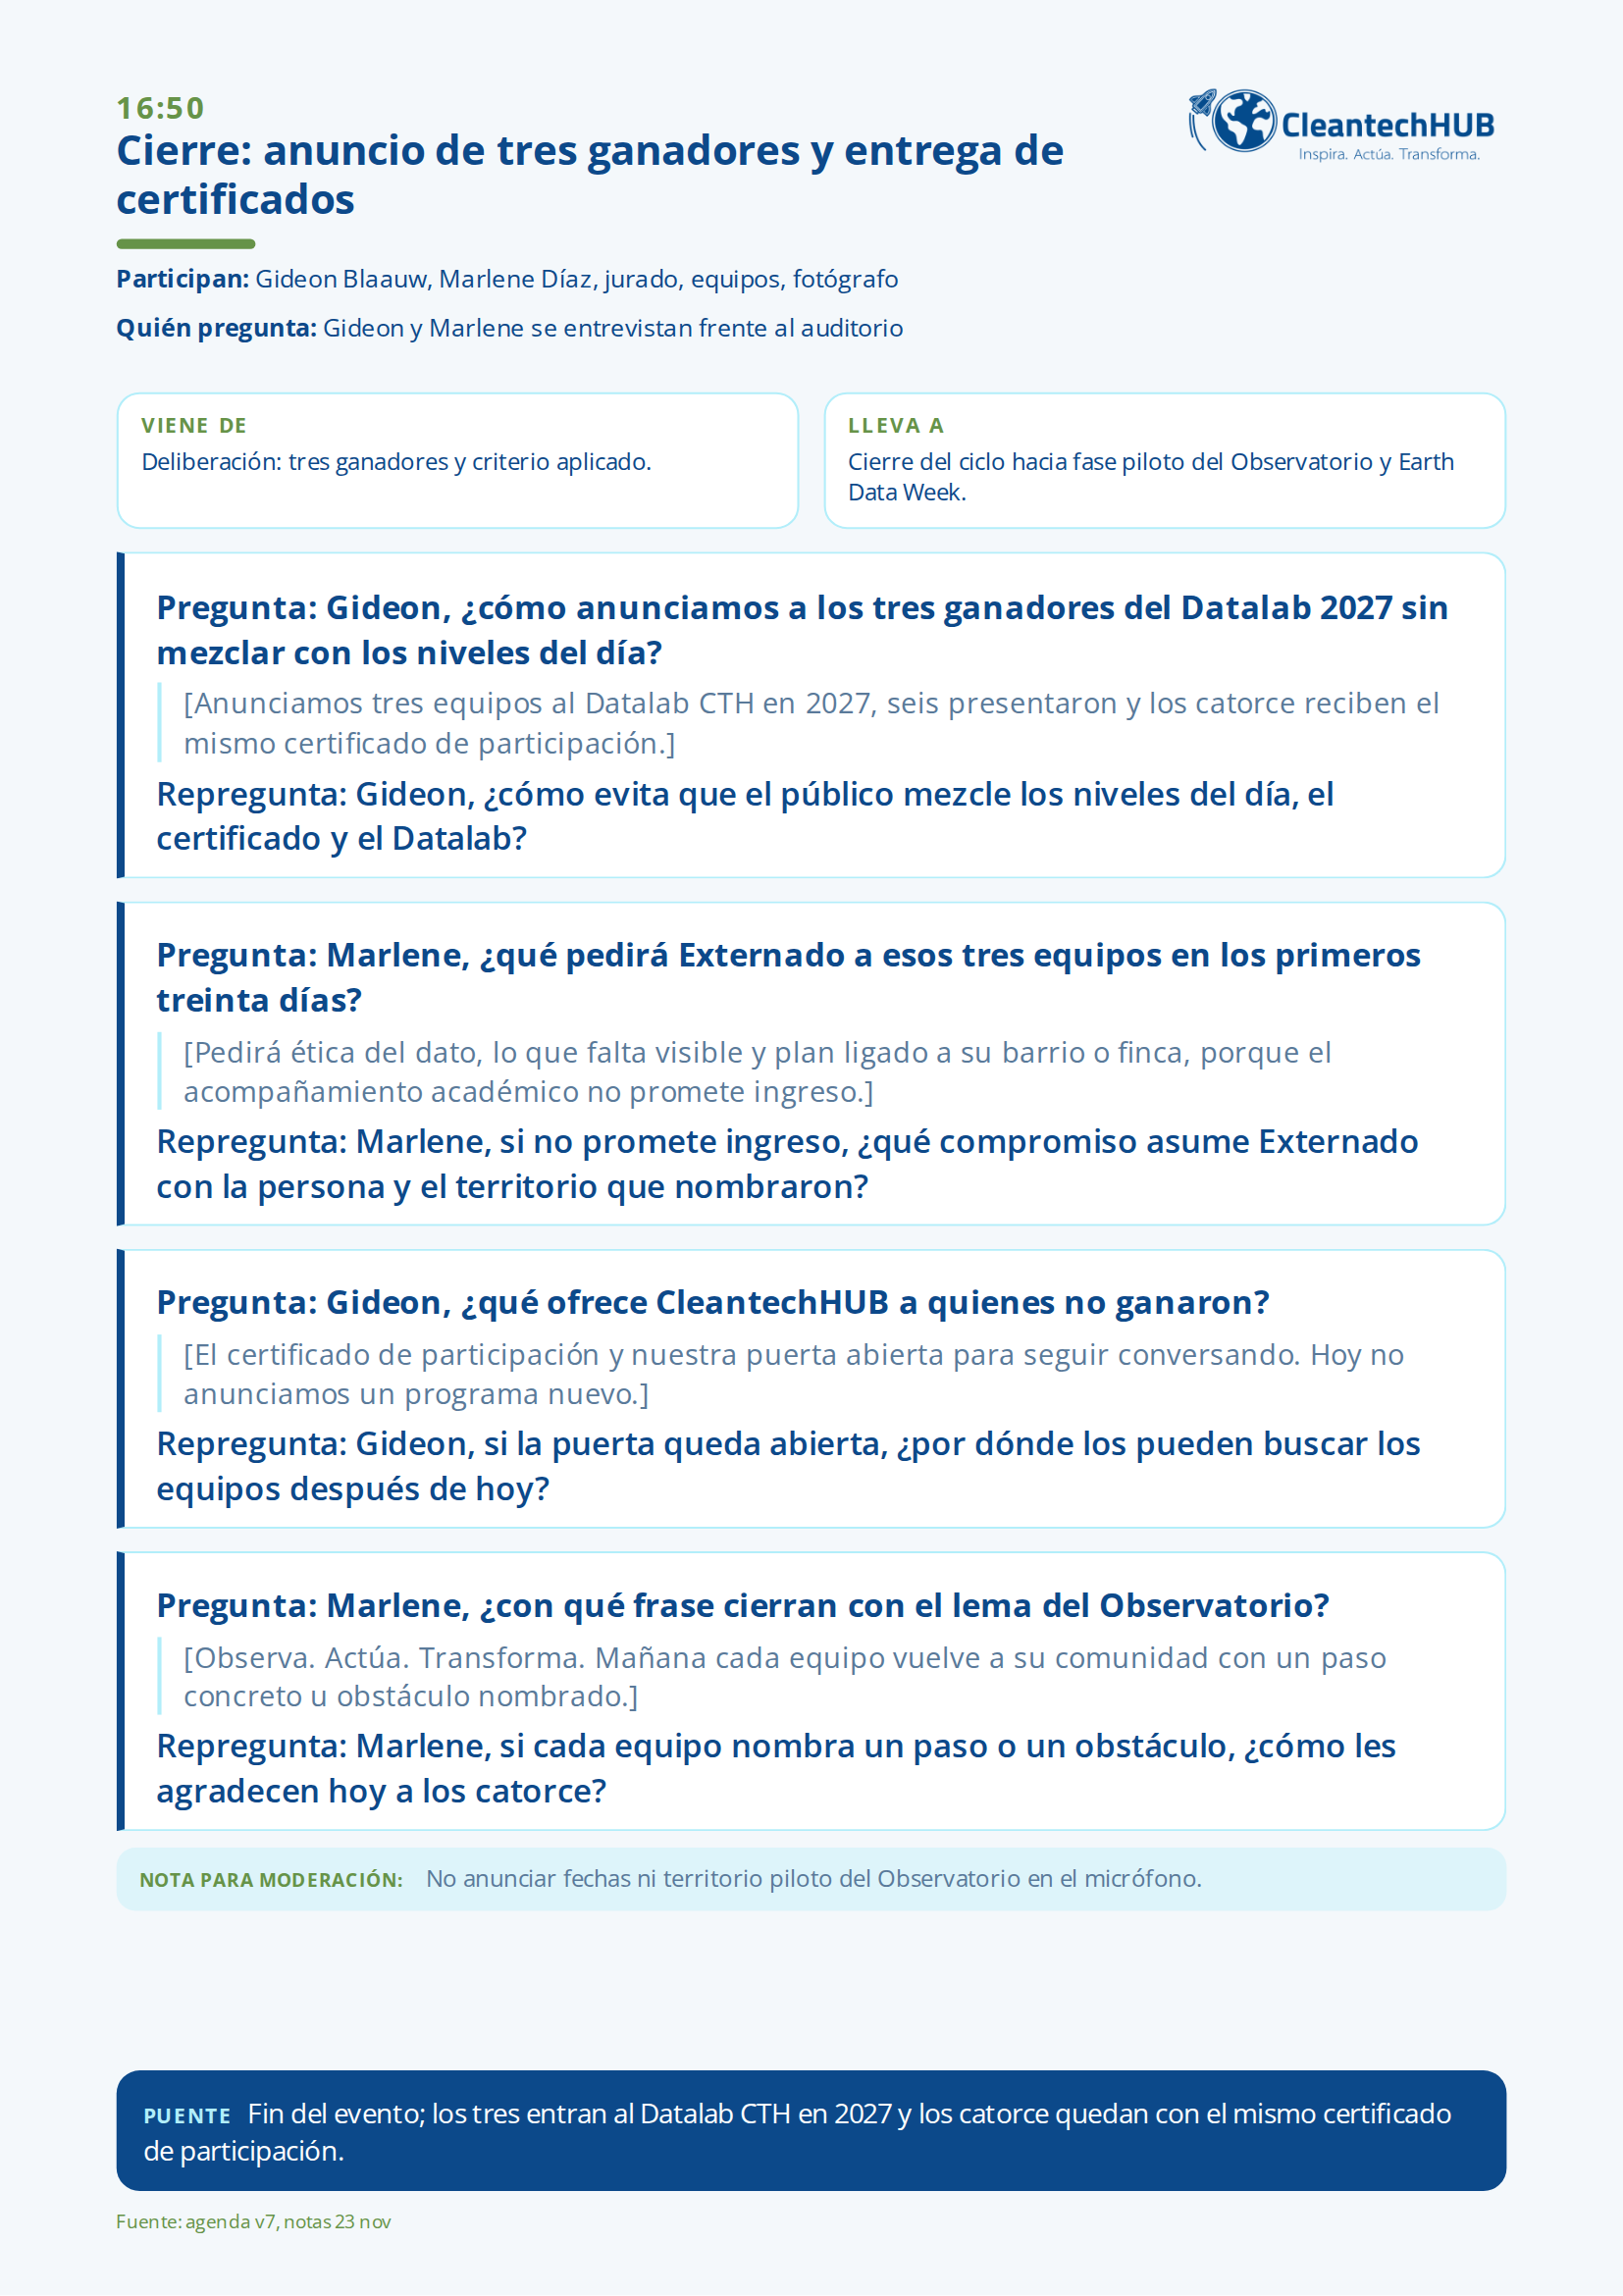 16:50
Cierre: anuncio de tres ganadores y entrega de
certificados
CleantechHUB
Inspira. Actúa. Transforma.
Participan: Gideon Blaauw, Marlene Díaz, jurado, equipos, fotógrafo
Quién pregunta: Gideon y Marlene se entrevistan frente al auditorio
VIENE DE
Deliberación: tres ganadores y criterio aplicado.
LLEVA A
Cierre del ciclo hacia fase piloto del Observatorio y Earth
Data Week.
Pregunta: Gideon, ¿cómo anunciamos a los tres ganadores del Datalab 2027 sin
mezclar con los niveles del día?
[Anunciamos tres equipos al Datalab CTH en 2027, seis presentaron y los catorce reciben el
mismo certificado de participación.]
Repregunta: Gideon, ¿cómo evita que el público mezcle los niveles del día, el
certificado y el Datalab?
Pregunta: Marlene, ¿qué pedirá Externado a esos tres equipos en los primeros
treinta días?
[Pedirá ética del dato, lo que falta visible y plan ligado a su barrio o finca, porque el
acompañamiento académico no promete ingreso.]
Repregunta: Marlene, si no promete ingreso, ¿qué compromiso asume Externado
con la persona y el territorio que nombraron?
Pregunta: Gideon, ¿qué ofrece CleantechHUB a quienes no ganaron?
[El certificado de participación y nuestra puerta abierta para seguir conversando. Hoy no
anunciamos un programa nuevo.]
Repregunta: Gideon, si la puerta queda abierta, ¿por dónde los pueden buscar los
equipos después de hoy?
Pregunta: Marlene, ¿con qué frase cierran con el lema del Observatorio?
[Observa. Actúa. Transforma. Mañana cada equipo vuelve a su comunidad con un paso
concreto u obstáculo nombrado.]
Repregunta: Marlene, si cada equipo nombra un paso o un obstáculo, ¿cómo les
agradecen hoy a los catorce?
NOTA PARA MODERACIÓN: No anunciar fechas ni territorio piloto del Observatorio en el micrófono.
PUENTE Fin del evento; los tres entran al Datalab CTH en 2027 y los catorce quedan con el mismo certificado
de participación.
Fuente: agenda v7, notas 23 nov